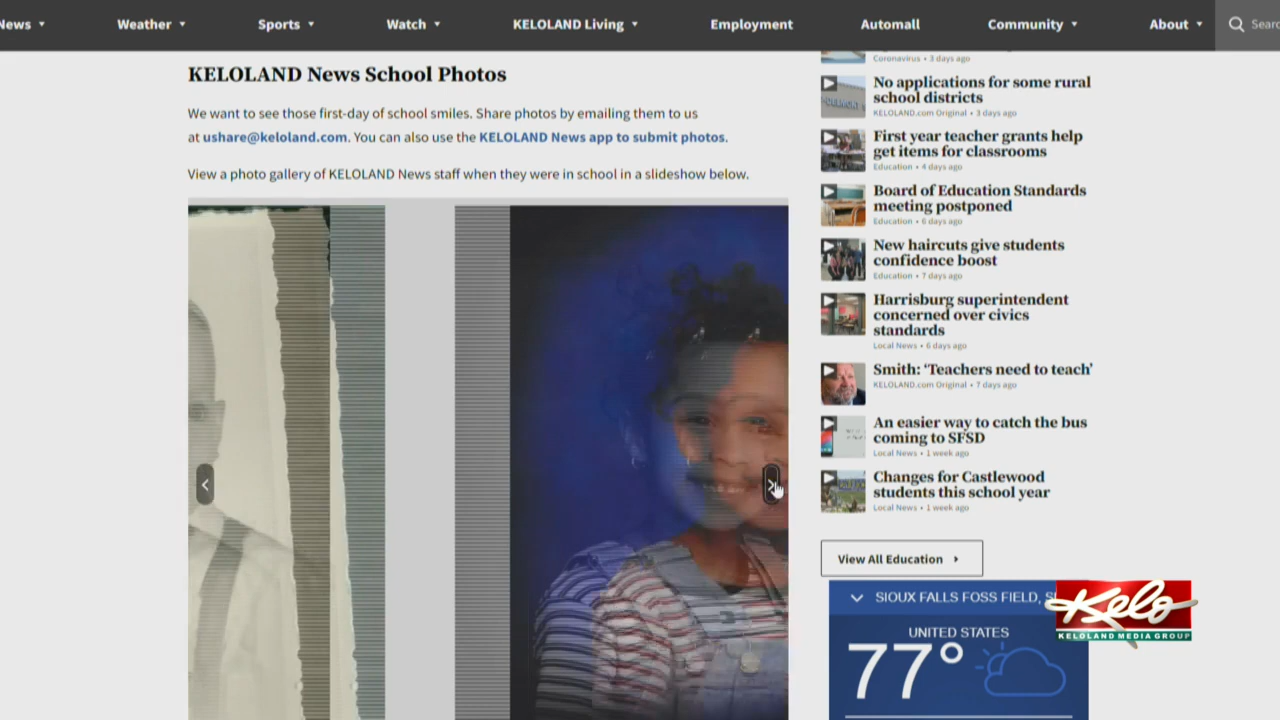 News
Weather
Sports
Watch
KELOLAND Living
Employment
Automall
Community
About
KELOLAND News School Photos
We want to see those first-day of school smiles. Share photos by emailing them to us
at ushare@keloland.com. You can also use the KELOLAND News app to submit photos.
View a photo gallery of KELOLAND News staff when they were in school in a slideshow below.
Coronavirus • 3 days ago
No applications for some rural
school districts
KELOLAND.com Original • 3 days ago
First year teacher grants help
get items for classrooms
Education • 4 days ago
Board of Education Standards
meeting postponed
Education • 6 days ago
New haircuts give students
confidence boost
Education • 7 days ago
Harrisburg superintendent
concerned over civics
standards
Local News • 6 days ago
Smith: ‘Teachers need to teach’
KELOLAND.com Original • 7 days ago
An easier way to catch the bus
coming to SFSD
Local News • 1 week ago
Changes for Castlewood
students this school year
Local News • 1 week ago
View All Education
SIOUX FALLS FOSS FIELD,
UNITED STATES
77°
Kelo
KELOLAND MEDIA GROUP